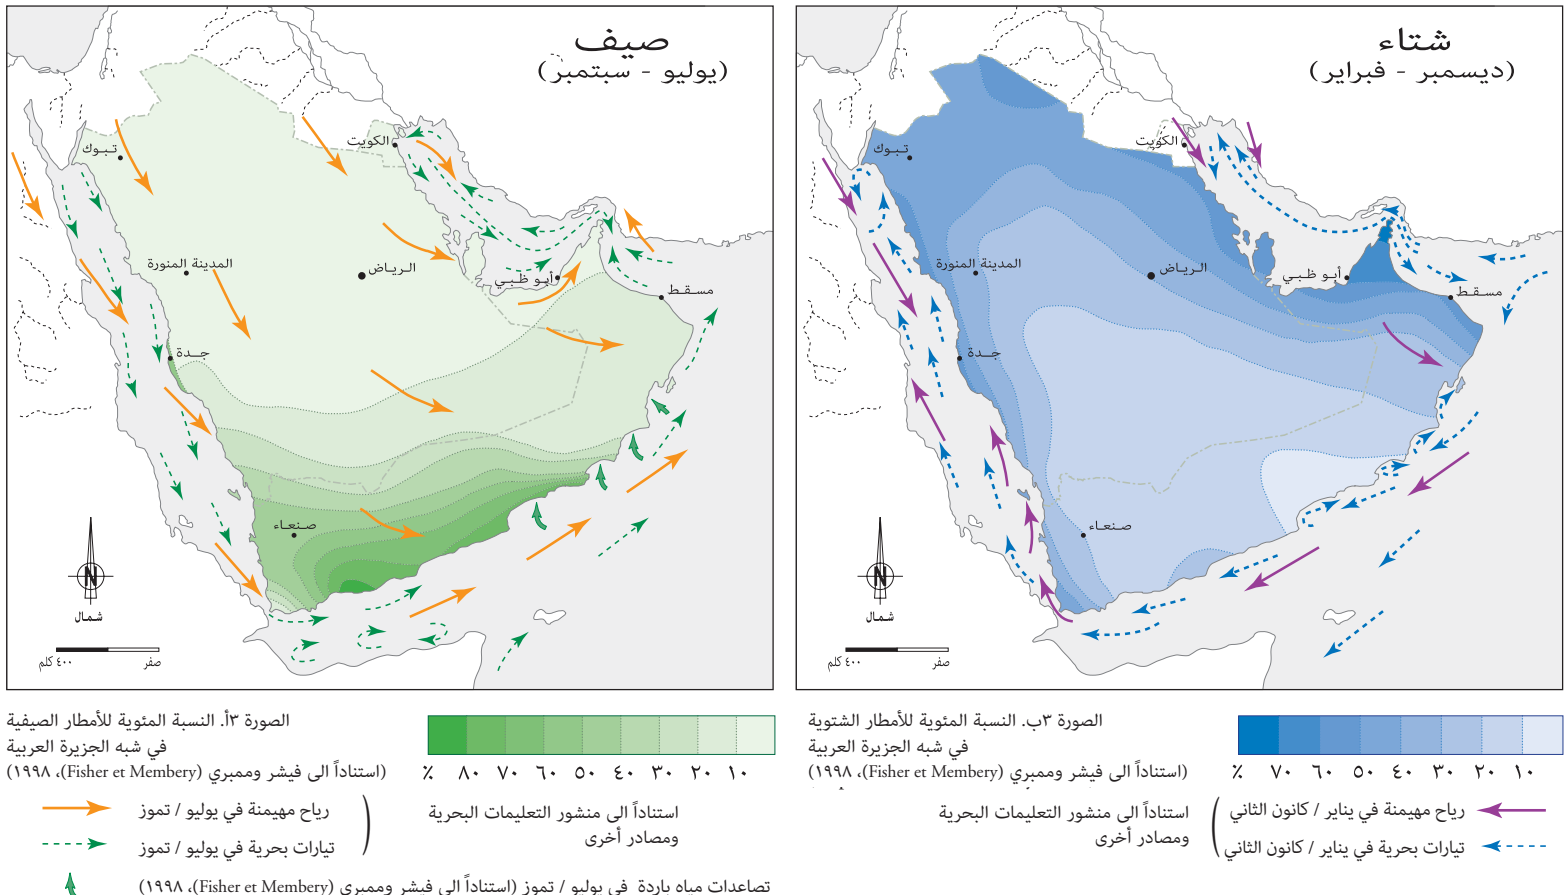 شتاء
(ديسمبر - فبراير)
الكويت
تبوك
المدينة المنورة
الرياض
أبو ظبي
مسقط
جدة
صنعاء
N
شمال
صفر
٤٠٠ كلم
صيف
(يوليو - سبتمبر)
الكويت
تبوك
المدينة المنورة
الرياض
أبو ظبي
مسقط
جدة
صنعاء
N
شمال
صفر
٤٠٠ كلم
الصورة ٣ب. النسبة المئوية للأمطار الشتوية
في شبه الجزيرة العربية
(استناداً الى فيشر وممبري (Fisher et Membery)، ١٩٩٨)
٪ ٧٠ ٦٠ ٥٠ ٤٠ ٣٠ ٢٠ ١٠
رياح مهيمنة في يناير / كانون الثاني
تيارات بحرية في يناير / كانون الثاني
استناداً الى منشور التعليمات البحرية
ومصادر أخرى
الصورة ٣أ. النسبة المئوية للأمطار الصيفية
في شبه الجزيرة العربية
(استناداً الى فيشر وممبري (Fisher et Membery)، ١٩٩٨)
٪ ٨٠ ٧٠ ٦٠ ٥٠ ٤٠ ٣٠ ٢٠ ١٠
رياح مهيمنة في يوليو / تموز
تيارات بحرية في يوليو / تموز
استناداً الى منشور التعليمات البحرية
ومصادر أخرى
تصاعدات مياه باردة في يوليو / تموز (استناداً الى فيشر وممبري (Fisher et Membery)، ١٩٩٨)